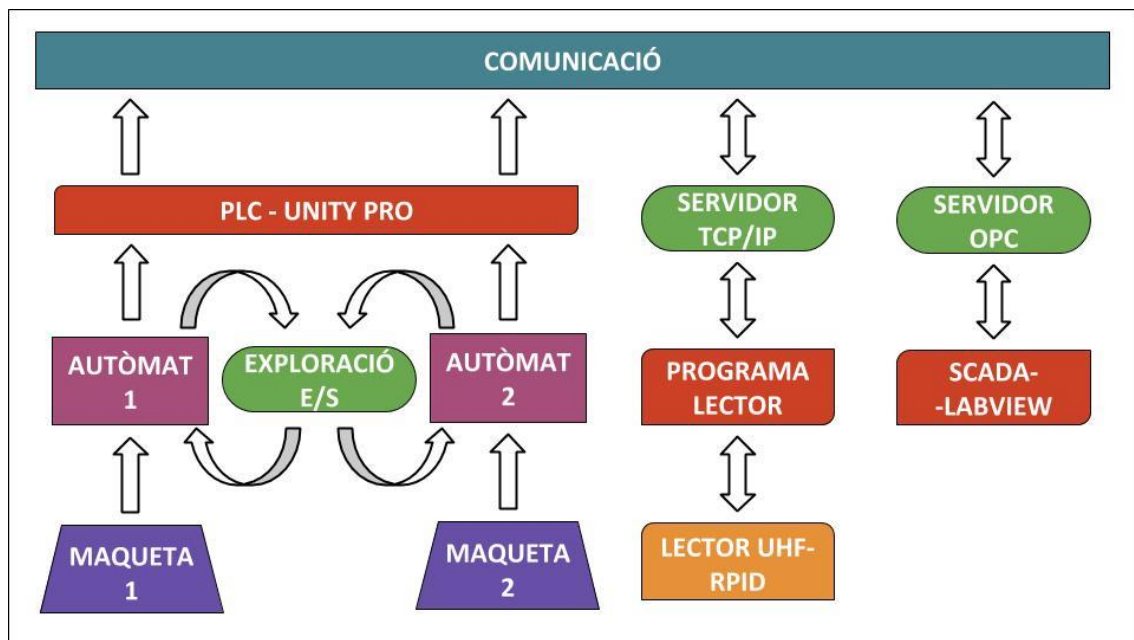 COMUNICACIÓ
PLC - UNITY PRO
SERVIDOR
TCP/IP
SERVIDOR
OPC
AUTÒMAT
1
EXPLORACIÓ
E/S
AUTÒMAT
2
PROGRAMA
LECTOR
SCADA-
-LABVIEW
MAQUETA
1
MAQUETA
2
LECTOR UHF-
RPID